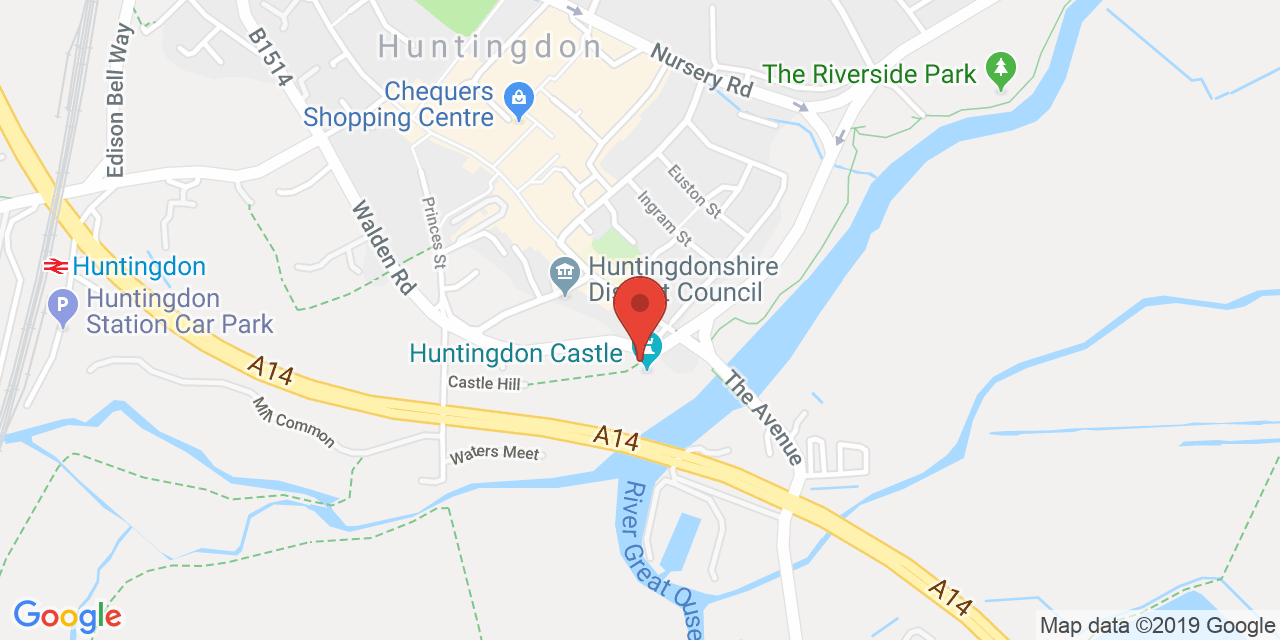 Huntingdon
Nursery Rd
The Riverside Park
Chequers
Shopping Centre
B1514
Edison Bell Way
Euston St
Ingram St
Princes St
Walden Rd
Huntingdon
Huntingdonshire
District Council
P
Huntingdon
Station Car Park
Huntingdon Castle
Castle Hill
A14
The Avenue
Common
A14
Waters Meet
River Great Ouse
A14
Google
Map data ©2019 Google